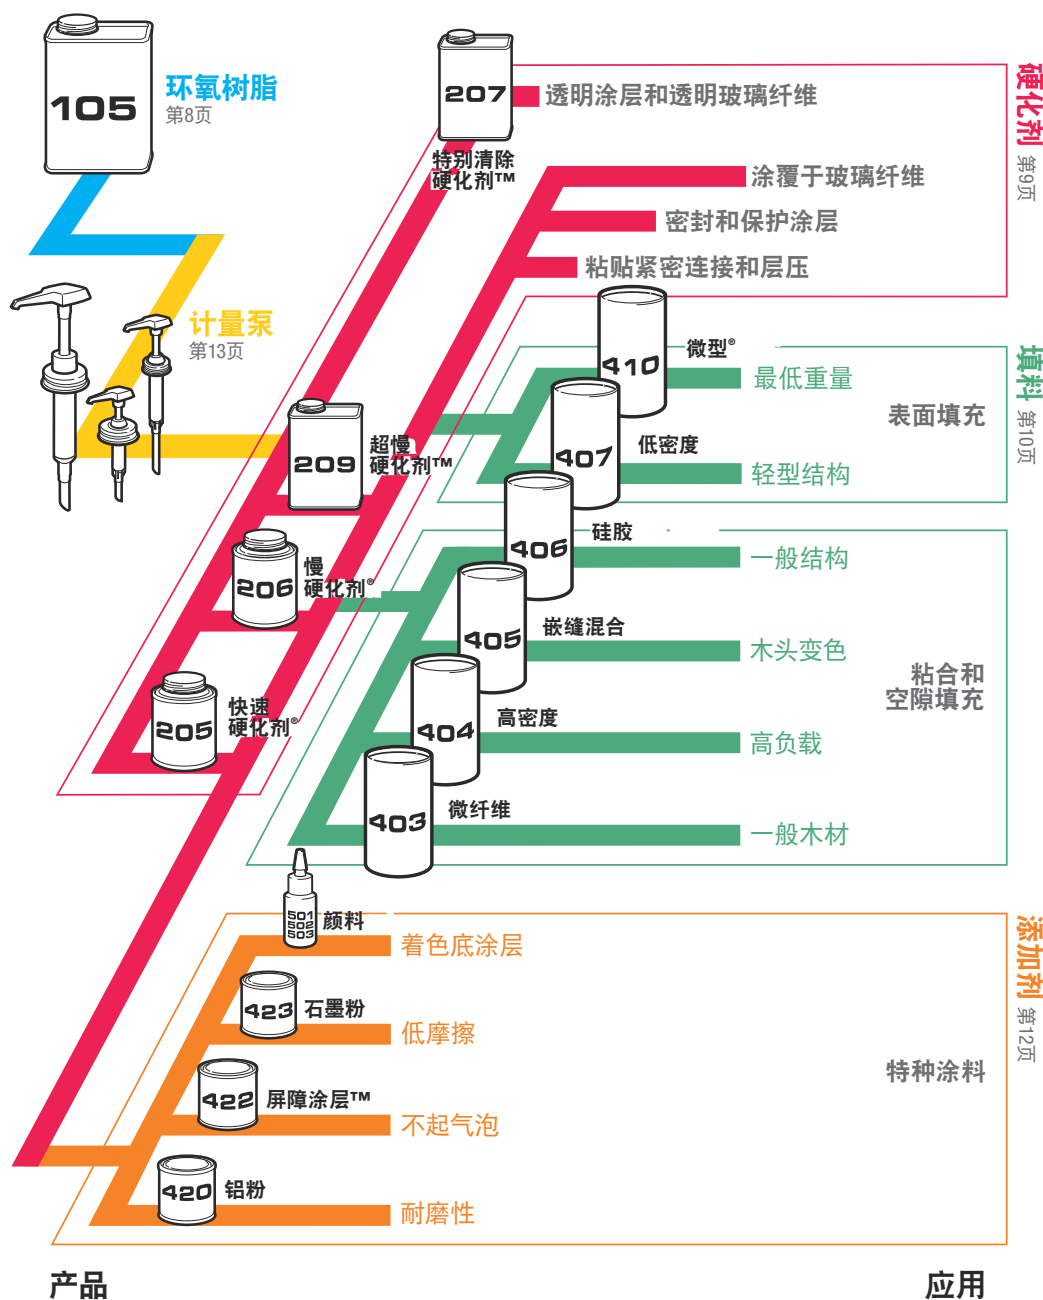 105
环氧树脂
第8页
计量泵
第13页
207
特别清除
硬化剂™
透明涂层和透明玻璃纤维
涂覆于玻璃纤维
密封和保护涂层
粘贴紧密连接和层压
硬化剂 第9页
209
超慢
硬化剂™
206
慢
硬化剂®
205
快速
硬化剂®
410
微型®
最低重量
407
低密度
轻型结构
表面填充
填料 第10页
406
硅胶
一般结构
405
嵌缝混合
木头变色
404
高密度
高负载
403
微纤维
一般木材
粘合和
空隙填充
501
502
503
颜料
着色底涂层
423
石墨粉
低摩擦
422
屏障涂层™
不起气泡
420
铝粉
耐磨性
特种涂料
添加剂 第12页
产品
应用